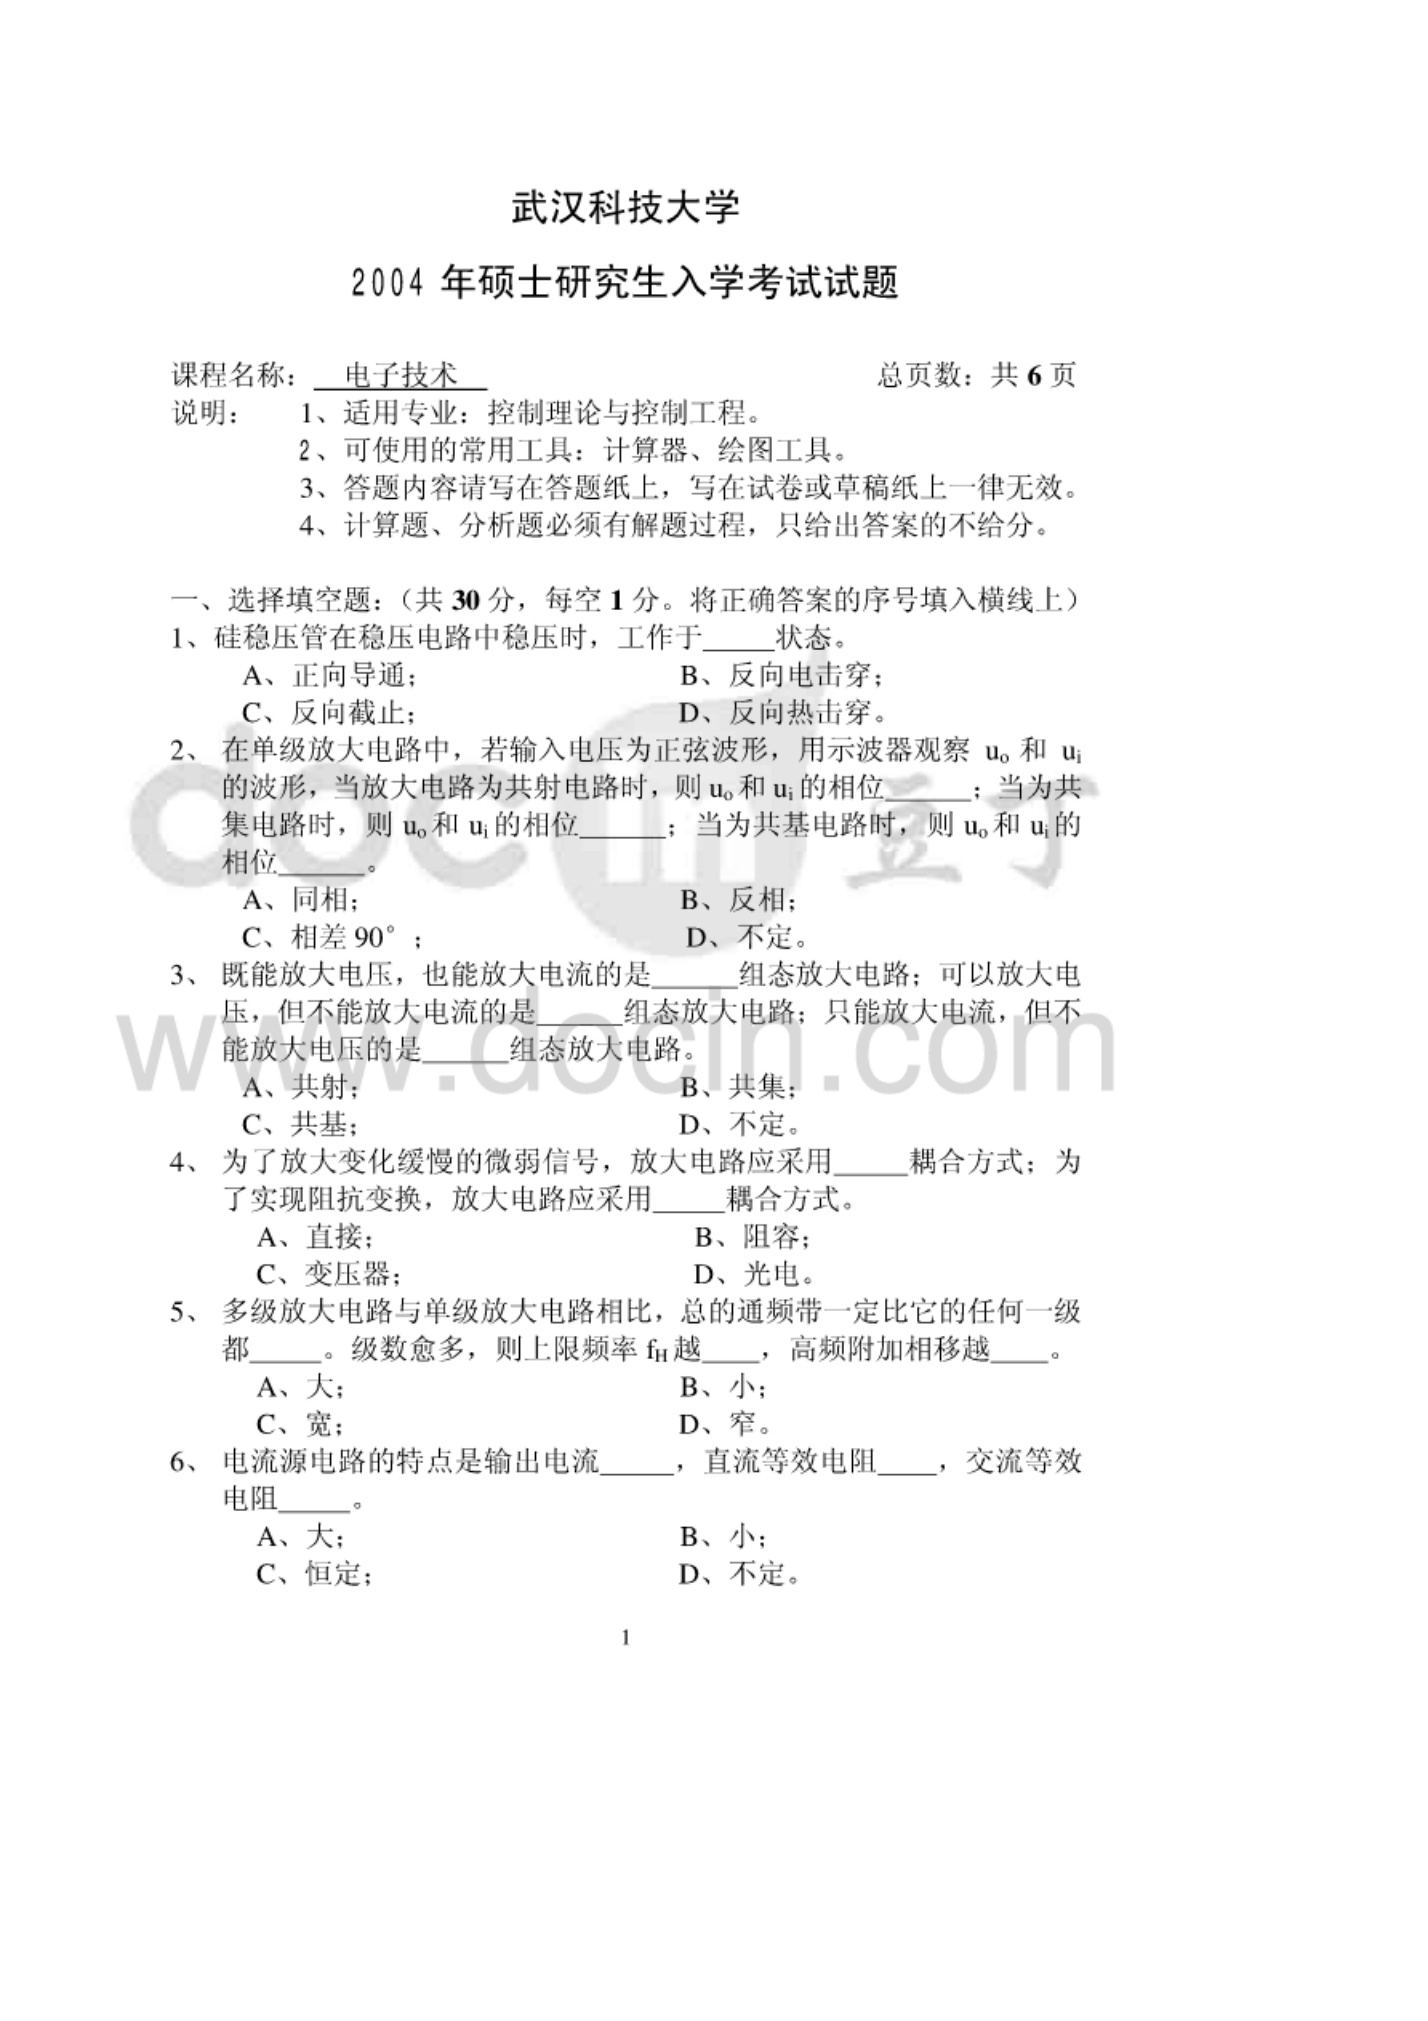 武汉科技大学
2004 年硕士研究生入学考试试题
课程名称： 电子技术 总页数：共 6 页
说明： 1、适用专业：控制理论与控制工程。
2、可使用的常用工具：计算器、绘图工具。
3、答题内容请写在答题纸上，写在试卷或草稿纸上一律无效。
4、计算题、分析题必须有解题过程，只给出答案的不给分。
一、选择填空题：（共 30 分，每空 1 分。将正确答案的序号填入横线上）
1、硅稳压管在稳压电路中稳压时，工作于_____状态。
A、正向导通； B、反向电击穿；
C、反向截止； D、反向热击穿。
2、 在单级放大电路中，若输入电压为正弦波形，用示波器观察 uo 和 ui
的波形，当放大电路为共射电路时，则 uo 和 ui 的相位______；当为共
集电路时，则 uo 和 ui 的相位______；当为共基电路时，则 uo 和 ui 的
相位______。
A、同相； B、反相；
C、相差 90°； D、不定。
3、 既能放大电压，也能放大电流的是______组态放大电路；可以放大电
压，但不能放大电流的是______组态放大电路；只能放大电流，但不
能放大电压的是______组态放大电路。
A、共射； B、共集；
C、共基； D、不定。
4、 为了放大变化缓慢的微弱信号，放大电路应采用_____耦合方式；为
了实现阻抗变换，放大电路应采用_____耦合方式。
A、直接； B、阻容；
C、变压器； D、光电。
5、 多级放大电路与单级放大电路相比，总的通频带一定比它的任何一级
都_____。级数愈多，则上限频率 fH 越____，高频附加相移越____。
A、大； B、小；
C、宽； D、窄。
6、 电流源电路的特点是输出电流_____，直流等效电阻____，交流等效
电阻_____。
A、大； B、小；
C、恒定； D、不定。
1
docin 豆丁
www.docin.com